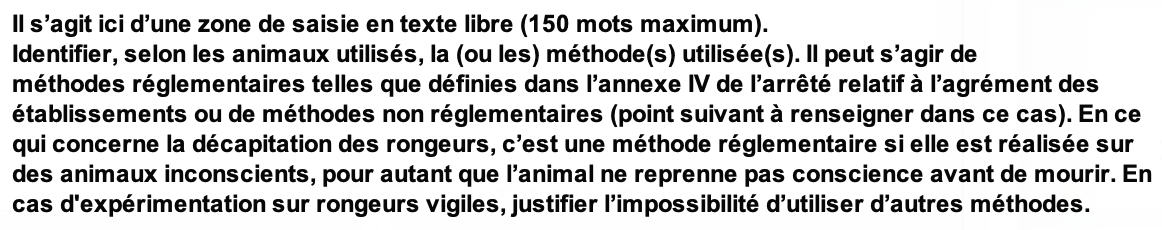 Il s’agit ici d’une zone de saisie en texte libre (150 mots maximum).
Identifier, selon les animaux utilisés, la (ou les) méthode(s) utilisée(s). Il peut s’agir de
méthodes réglementaires telles que définies dans l’annexe IV de l’arrêté relatif à l’agrément des
établissements ou de méthodes non réglementaires (point suivant à renseigner dans ce cas). En ce
qui concerne la décapitation des rongeurs, c’est une méthode réglementaire si elle est réalisée sur
des animaux inconscients, pour autant que l’animal ne reprenne pas conscience avant de mourir. En
cas d'expérimentation sur rongeurs vigiles, justifier l’impossibilité d’utiliser d’autres méthodes.